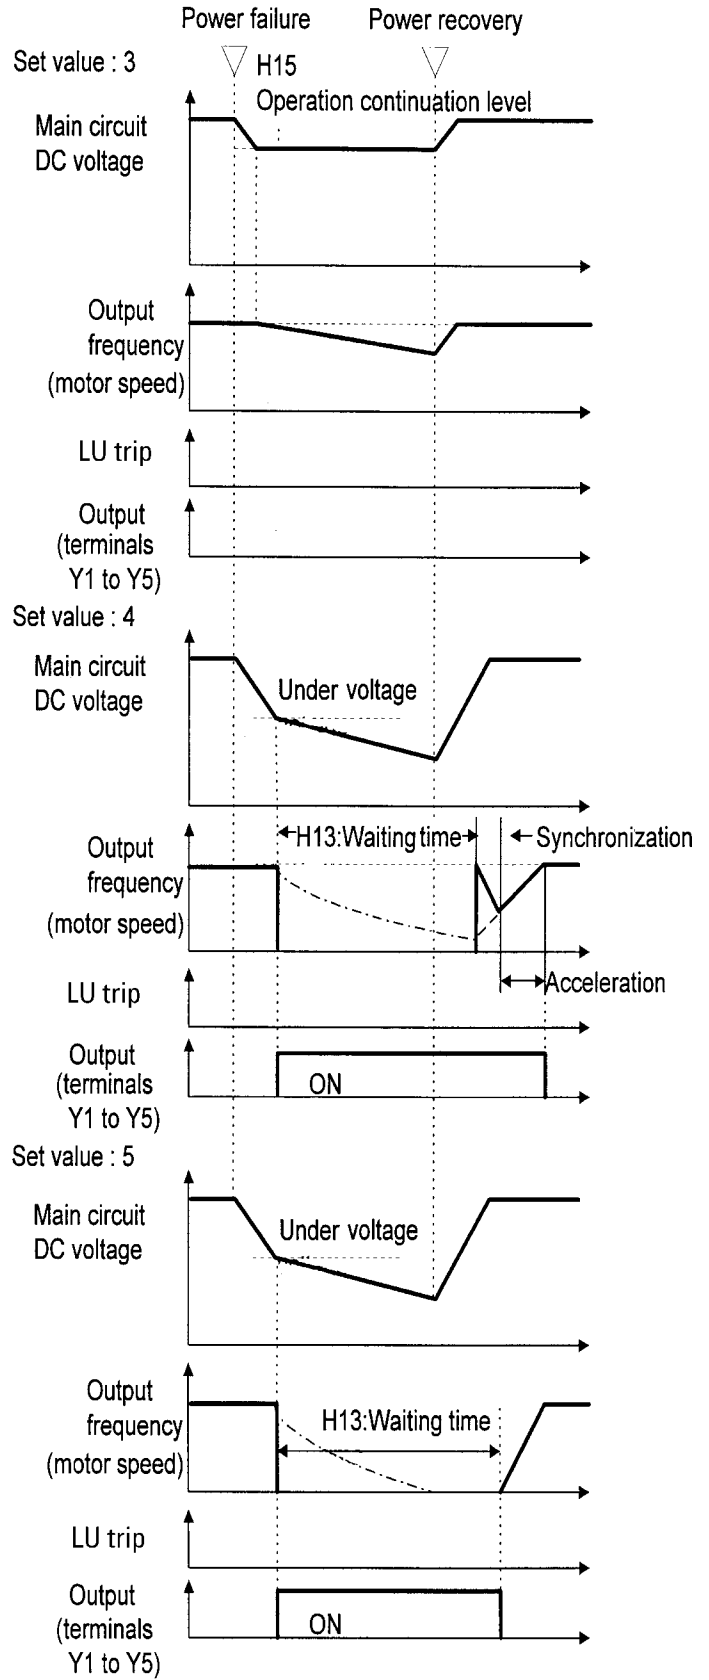 Power failure
Power recovery
Set value : 3
H15
Operation continuation level
Main circuit
DC voltage
Output
frequency
(motor speed)
LU trip
Output
(terminals
Y1 to Y5)
Set value : 4
Main circuit
DC voltage
Under voltage
Output
frequency
(motor speed)
H13:Waiting time
Synchronization
Acceleration
LU trip
Output
(terminals
Y1 to Y5)
ON
Set value : 5
Main circuit
DC voltage
Under voltage
Output
frequency
(motor speed)
H13:Waiting time
LU trip
Output
(terminals
Y1 to Y5)
ON